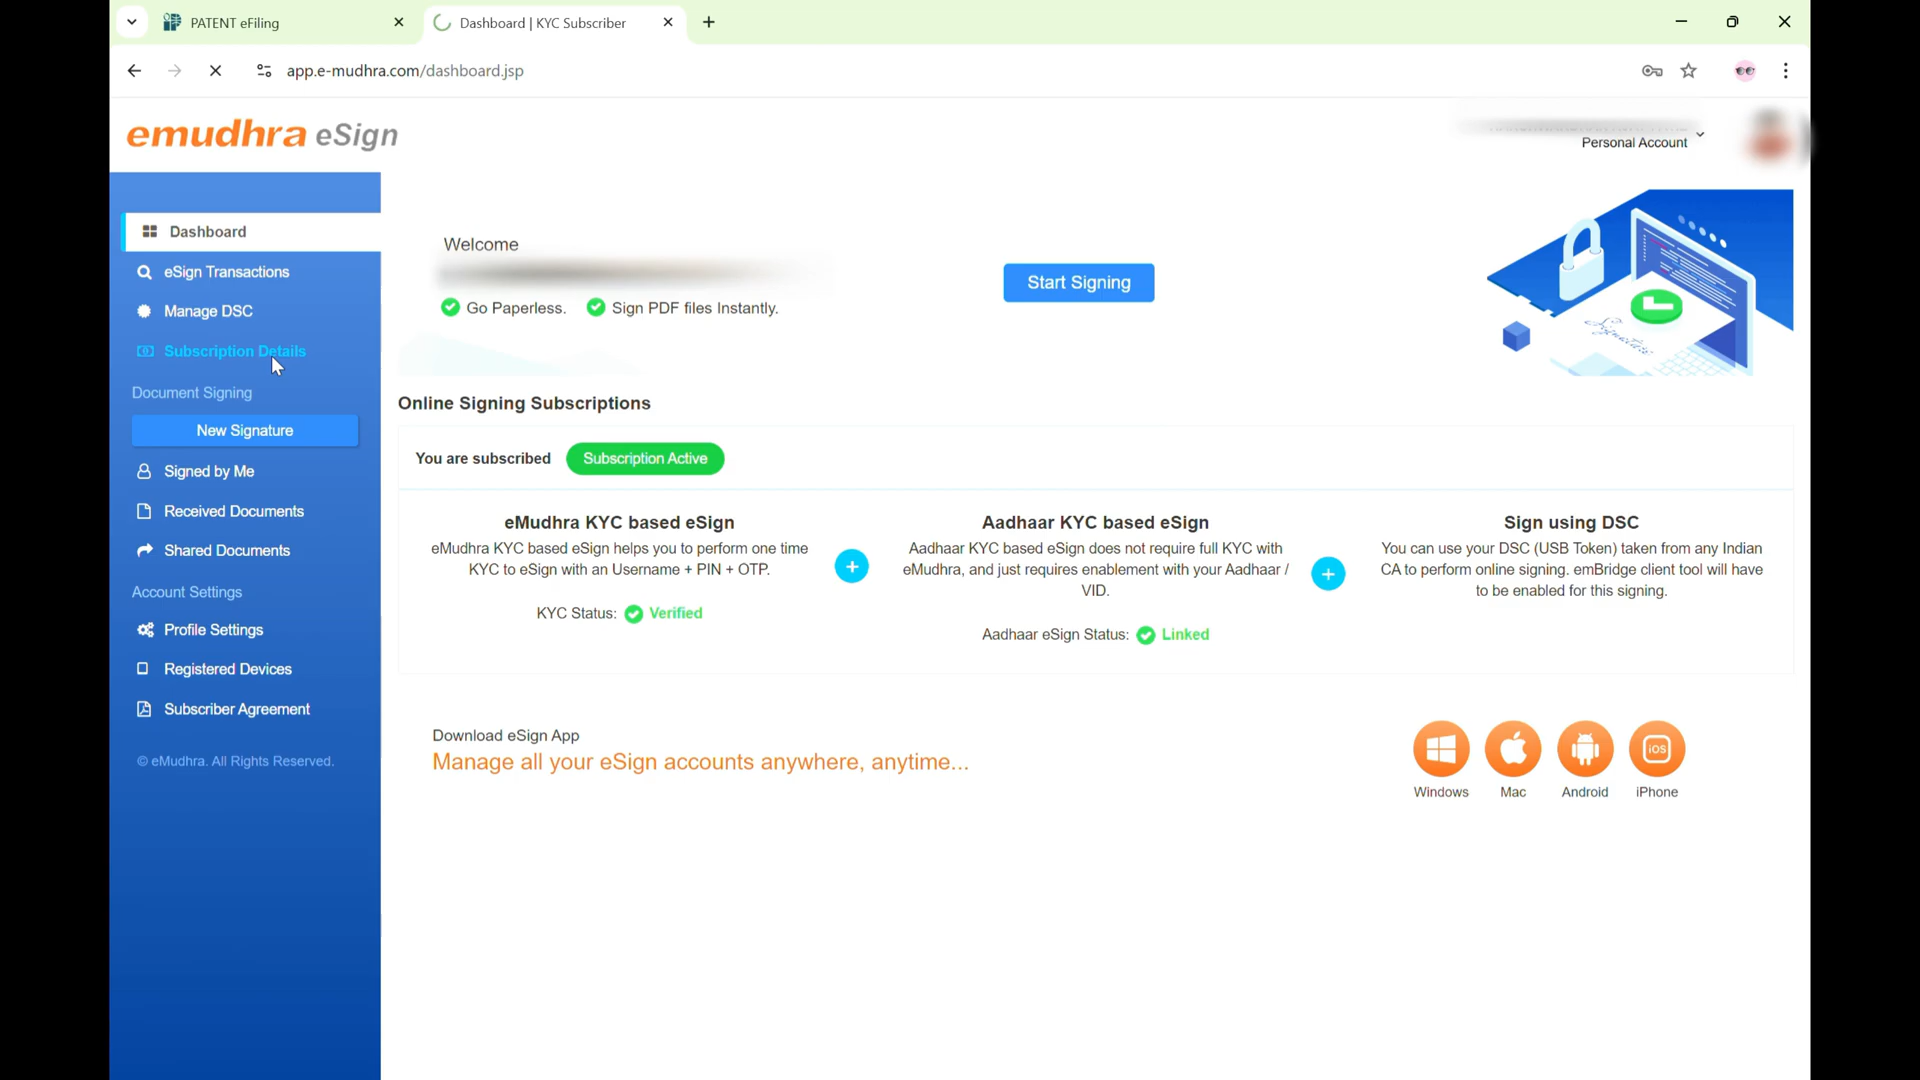 PATENT eFiling
Dashboard | KYC Subscriber
app.e-mudhra.com/dashboard.jsp
emudhra eSign
Personal Account
Dashboard
eSign Transactions
Manage DSC
Subscription Details
Document Signing
New Signature
Signed by Me
Received Documents
Shared Documents
Account Settings
Profile Settings
Registered Devices
Subscriber Agreement
© eMudhra. All Rights Reserved.
Welcome
Go Paperless. Sign PDF files Instantly.
Start Signing
Signature
Online Signing Subscriptions
You are subscribed Subscription Active
eMudhra KYC based eSign
eMudhra KYC based eSign helps you to perform one time
KYC to eSign with an Username + PIN + OTP.
KYC Status: Verified
Aadhaar KYC based eSign
Aadhaar KYC based eSign does not require full KYC with
eMudhra, and just requires enablement with your Aadhaar /
VID.
Aadhaar eSign Status: Linked
Sign using DSC
You can use your DSC (USB Token) taken from any Indian
CA to perform online signing. emBridge client tool will have
to be enabled for this signing.
Download eSign App
Manage all your eSign accounts anywhere, anytime...
iOS
Windows Mac Android iPhone